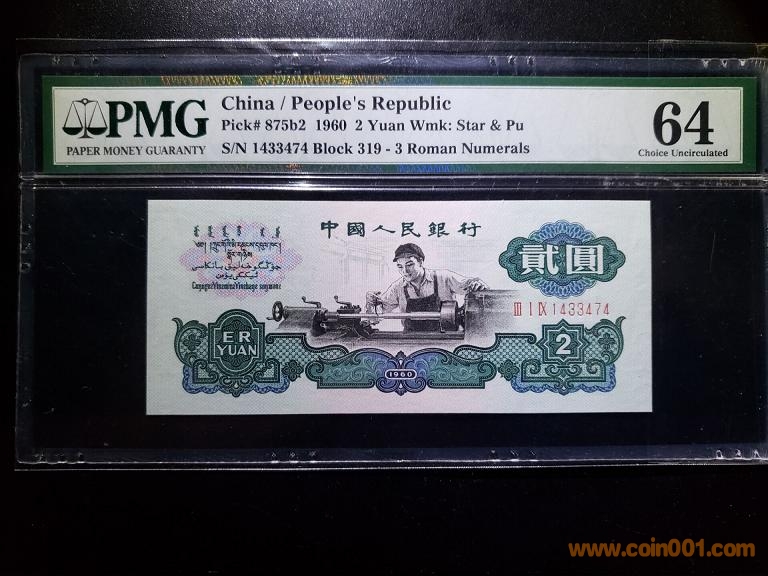 PMG
PAPER MONEY GUARANTY
China / People's Republic
Pick# 875b2 1960 2 Yuan Wmk: Star & Pu
S/N 1433474 Block 319 - 3 Roman Numerals
64
Choice Uncirculated
中國人民銀行
貳圓
III I IX 1433474
ER
YUAN
1960
2
www.coin001.com